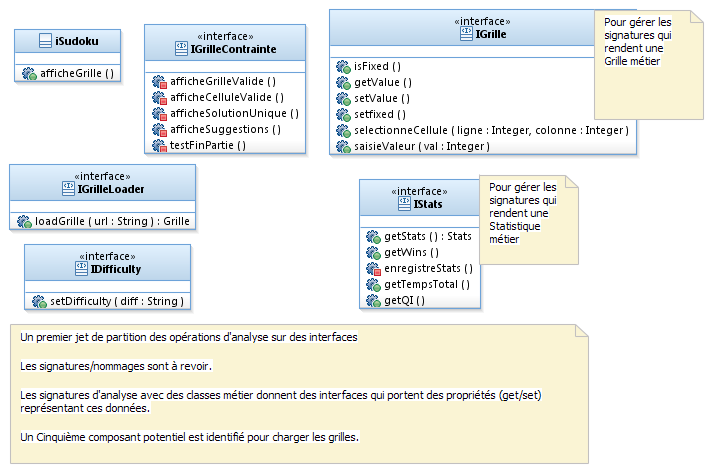 iSudoku
afficheGrille ( )
«interface»
IGrilleContrainte
afficheGrilleValide ( )
afficheCelluleValide ( )
afficheSolutionUnique ( )
afficheSuggestions ( )
testFinPartie ( )
«interface»
IGrille
isFixed ( )
getValue ( )
setValue ( )
setfixed ( )
selectionneCellule ( ligne : Integer, colonne : Integer )
saisieValeur ( val : Integer )
Pour gérer les
signatures qui
rendent une
Grille métier
«interface»
IGrilleLoader
loadGrille ( url : String ) : Grille
«interface»
IDifficulty
setDifficulty ( diff : String )
«interface»
IStats
getStats ( ) : Stats
getWins ( )
enregistreStats ( )
getTempsTotal ( )
getQI ( )
Pour gérer les
signatures qui
rendent une
Statistique
métier
Un premier jet de partition des opérations d'analyse sur des interfaces
Les signatures/nommages sont à revoir.
Les signatures d'analyse avec des classes métier donnent des interfaces qui portent des propriétés (get/set)
représentant ces données.
Un Cinquième composant potentiel est identifié pour charger les grilles.